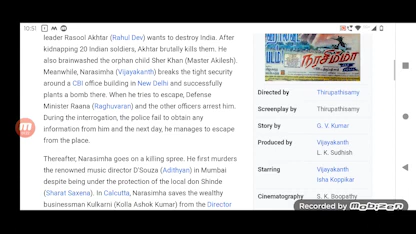 10:51
leader Rasool Akhtar (Rahul Dev) wants to destroy India. After
kidnapping 20 Indian soldiers, Akhtar brutally kills them. He
also brainwashed the orphan child Sher Khan (Master Akilesh).
Meanwhile, Narasimha (Vijayakanth) breaks the tight security
around a CBI office building in New Delhi and successfully
plants a bomb there. When he tries to escape, Defense
Minister Raana (Raghuvaran) and the other officers arrest him.
During the interrogation, the police fail to obtain any
information from him and the next day, he manages to escape
from the place.
Thereafter, Narasimha goes on a killing spree. He first murders
the renowned music director D'Souza (Adithyan) in Mumbai
despite being under the protection of the local don Shinde
(Sharat Saxena). In Calcutta, Narasimha saves the wealthy
businessman Kulkarni (Kolla Ashok Kumar) from the Director
நரசிம்மா
Directed by Thirupathisamy
Screenplay by Thirupathisamy
Story by G. V. Kumar
Produced by Vijayakanth
L. K. Sudhish
Starring Vijayakanth
Isha Koppikar
Cinematography S. K. Boopathy
Recorded by Mobizen